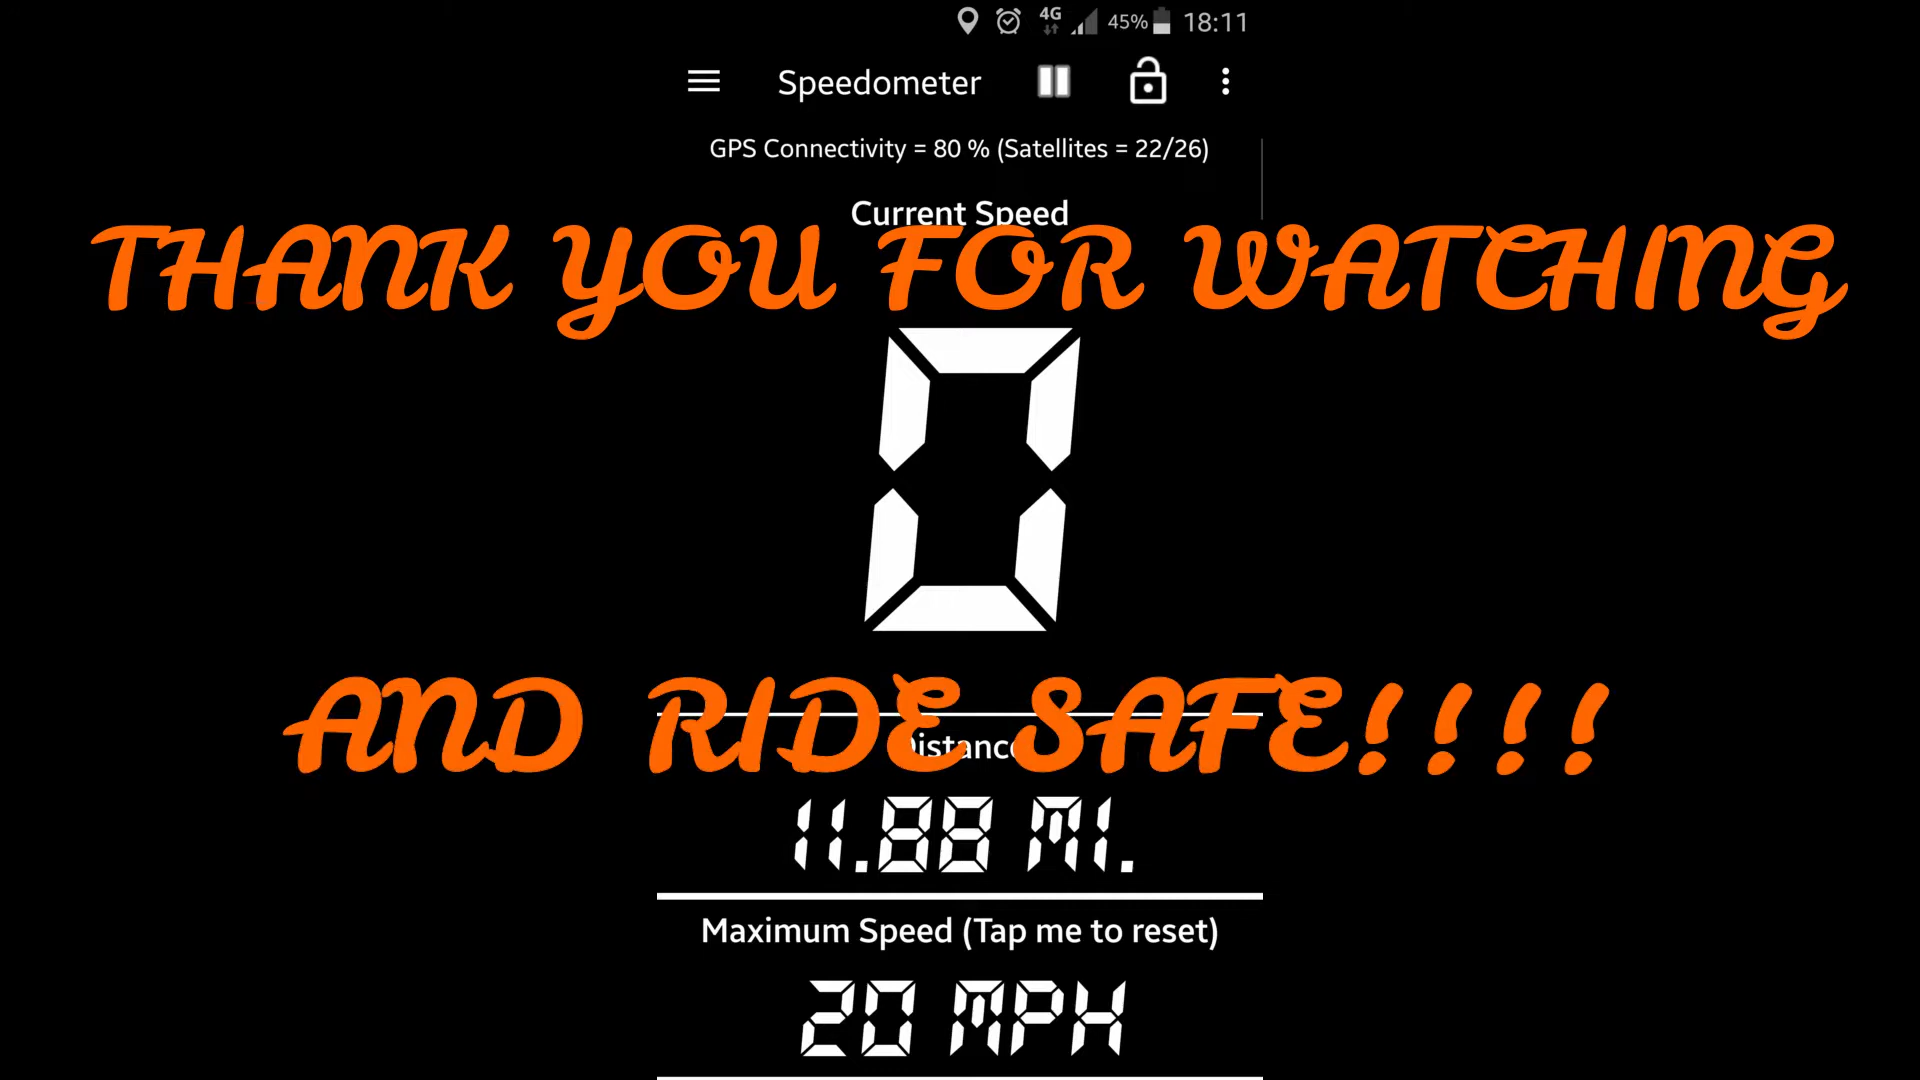 4G 45% 18:11
Speedometer
GPS Connectivity = 80 % (Satellites = 22/26)
Current Speed
THANK YOU FOR WATCHING
0
AND RIDE SAFE!!!!
Distance
11.88 MI.
Maximum Speed (Tap me to reset)
20 MPH